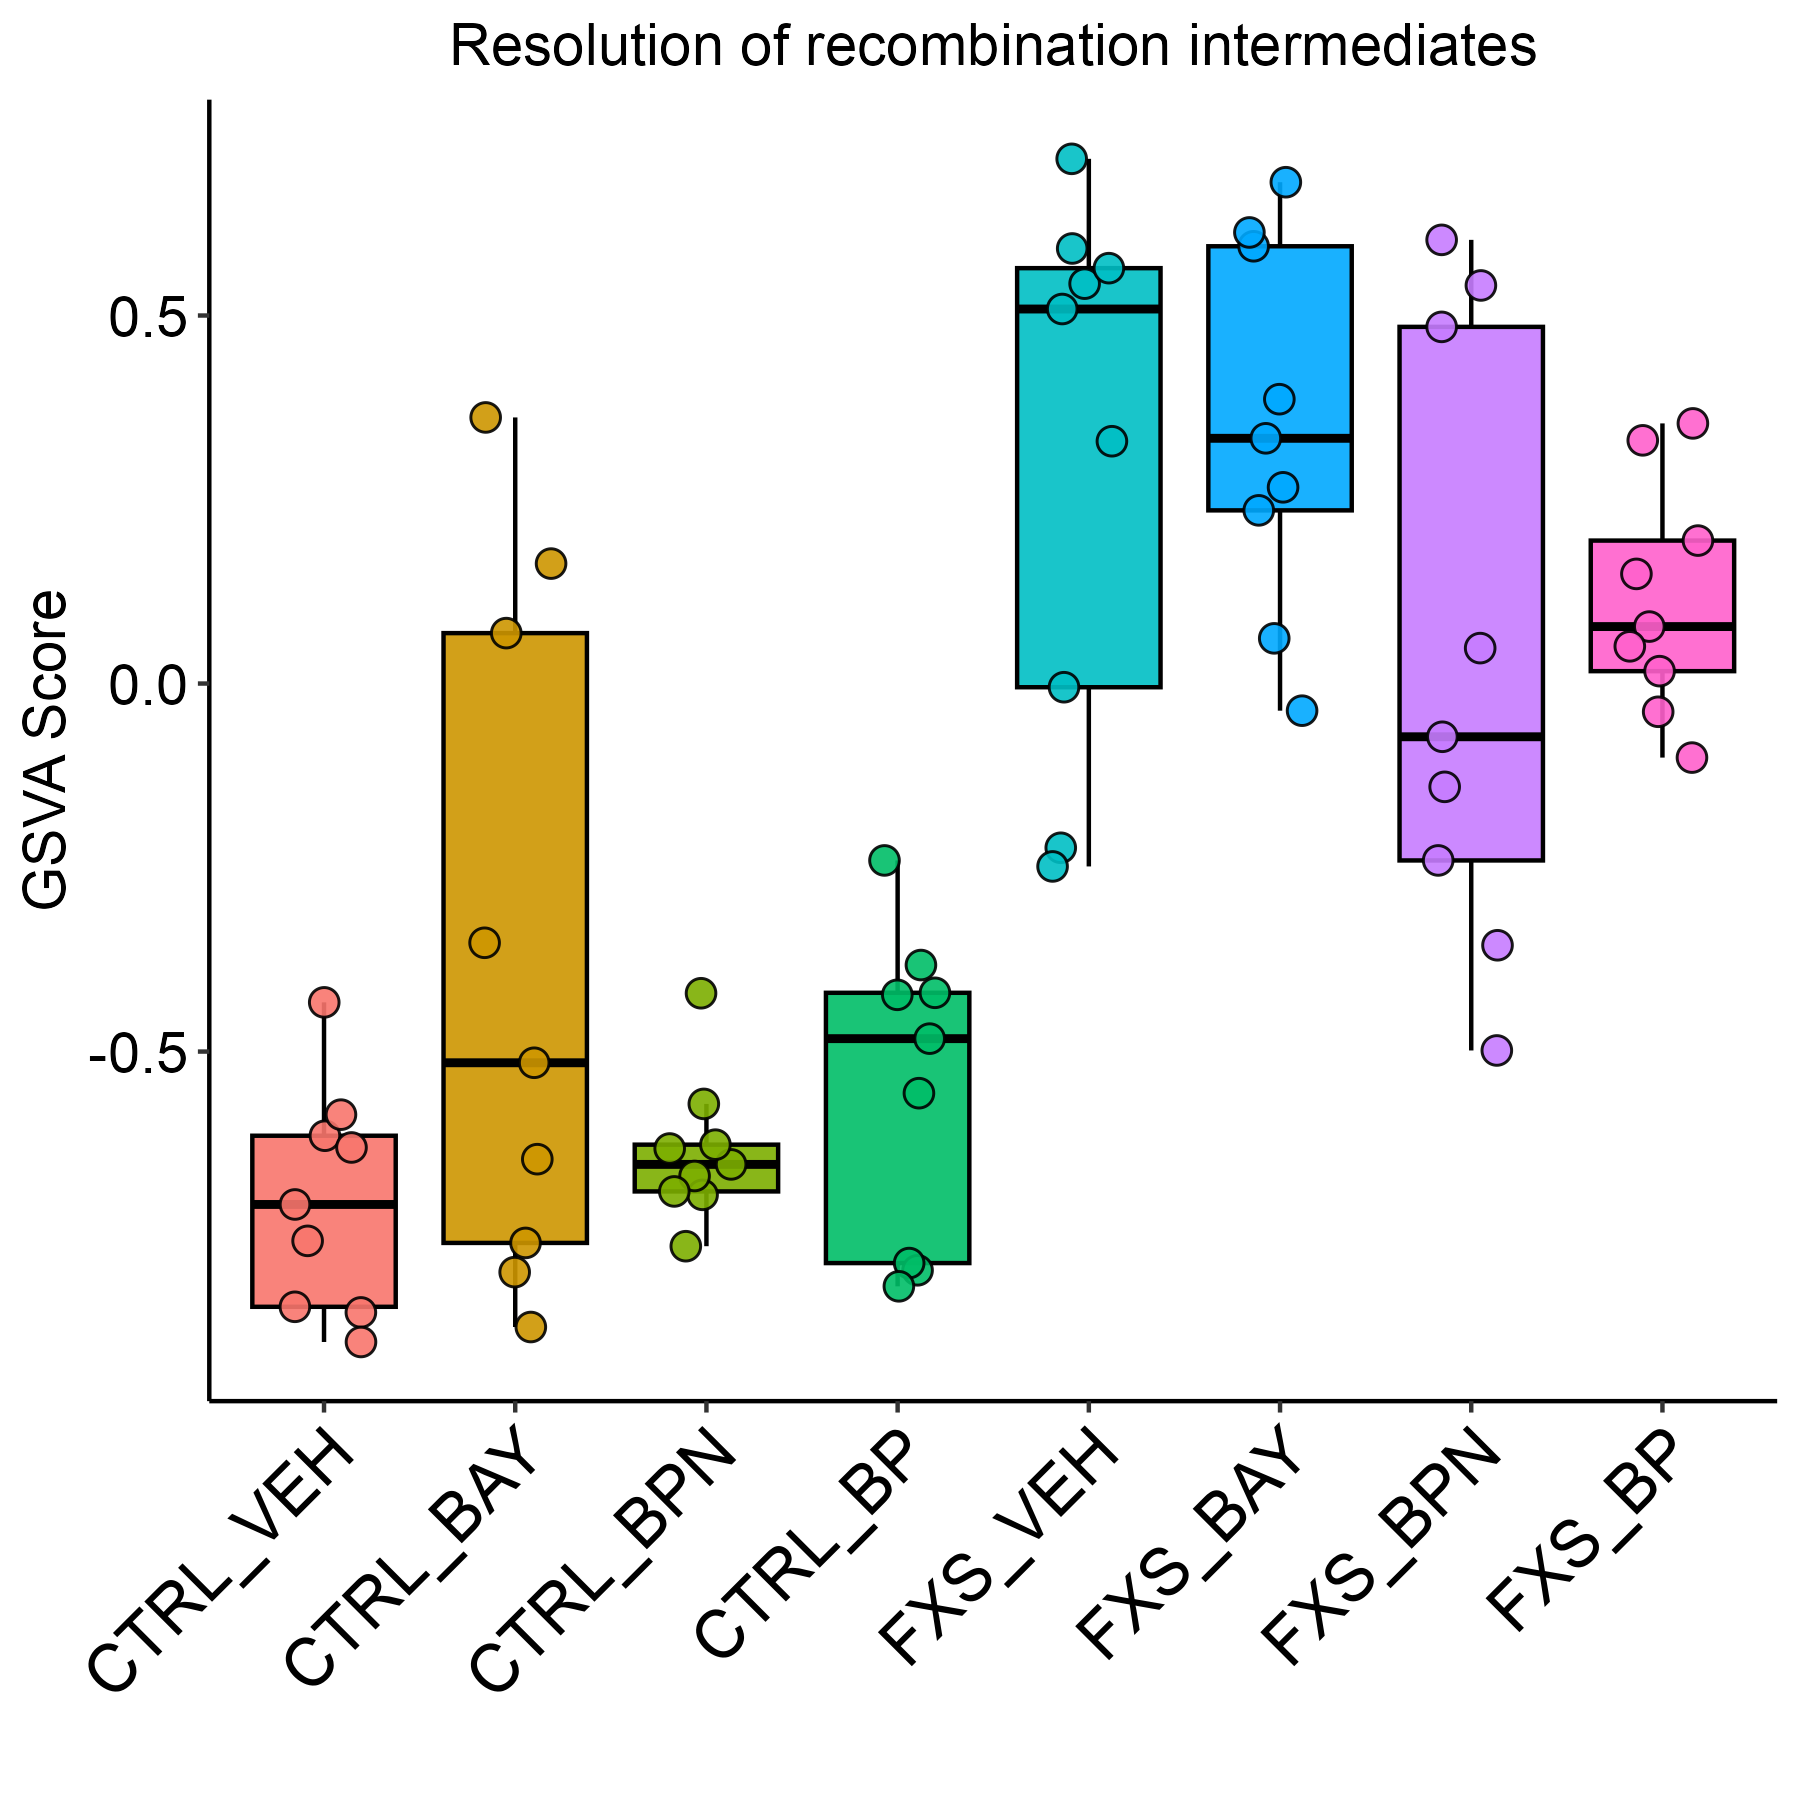 Resolution of recombination intermediates
GSVA Score
0.5
0.0
-0.5
CTRL_VEH
CTRL_BAY
CTRL_BPN
CTRL_BP
FXS_VEH
FXS_BAY
FXS_BPN
FXS_BP